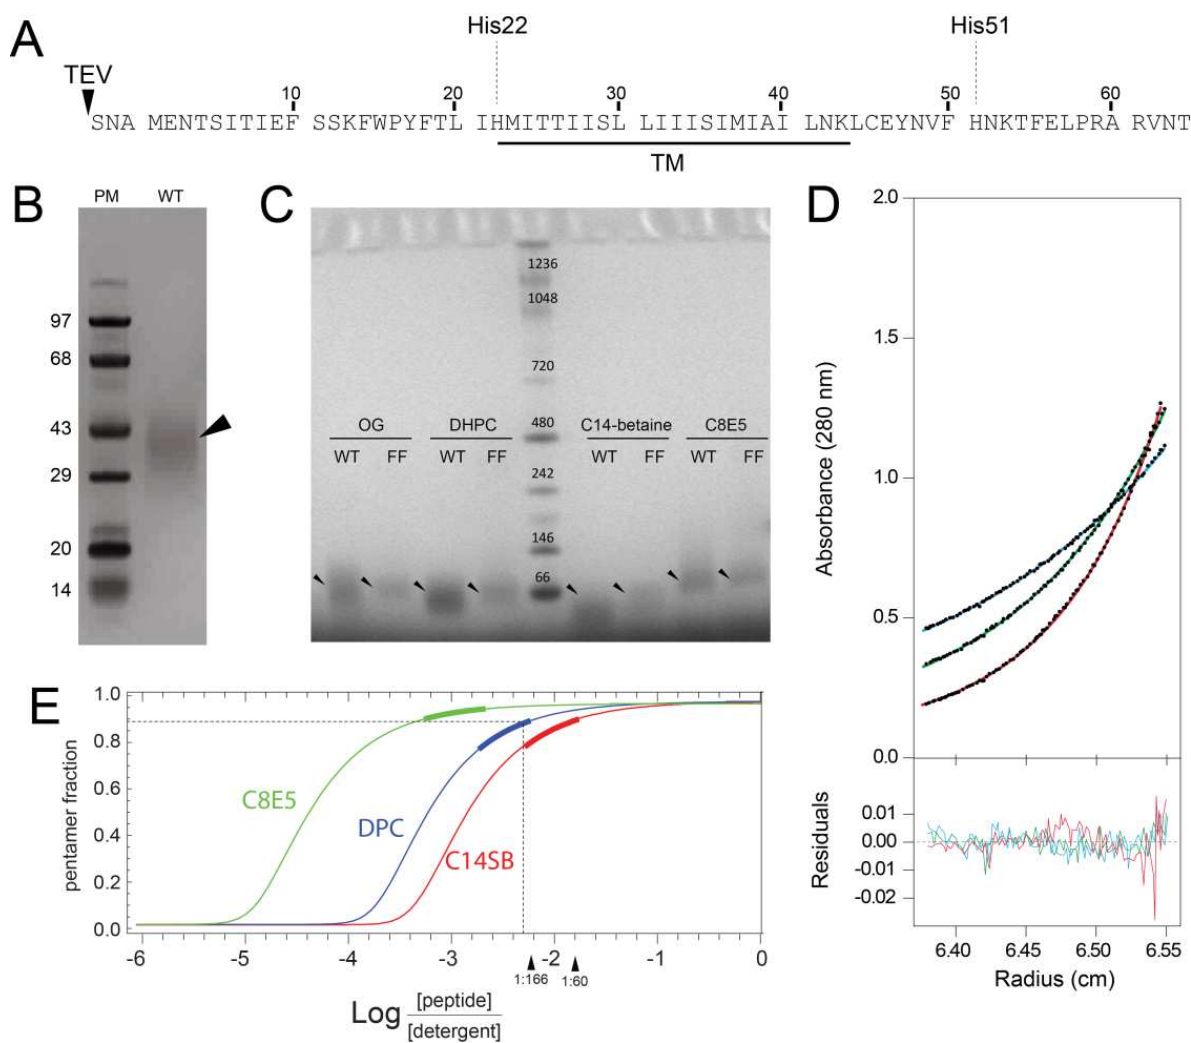 A
His22 His51
TEV
10 20 30 40 50 60
SNA MENTSITIEF SSKFWPYFTL IHMITTIISL LIIISIMIAI LNKLCEYNVF HNKTFELPRA RVNT
TM
B
PM WT
97
68
43
29
20
14
C
1236
1048
720
480
242
146
66
OG DHPC C14-betaine C8E5
WT FF WT FF WT FF WT FF
D
2.0
1.5
1.0
0.5
0.0
Absorbance (280 nm)
0.01
0.00
-0.01
-0.02
Residuals
6.40 6.45 6.50 6.55
Radius (cm)
E
1.0
0.8
0.6
0.4
0.2
0.0
pentamer fraction
C8E5
DPC
C14SB
-6 -5 -4 -3 -2 -1 0
1:166 1:60
Log [peptide]
[detergent]